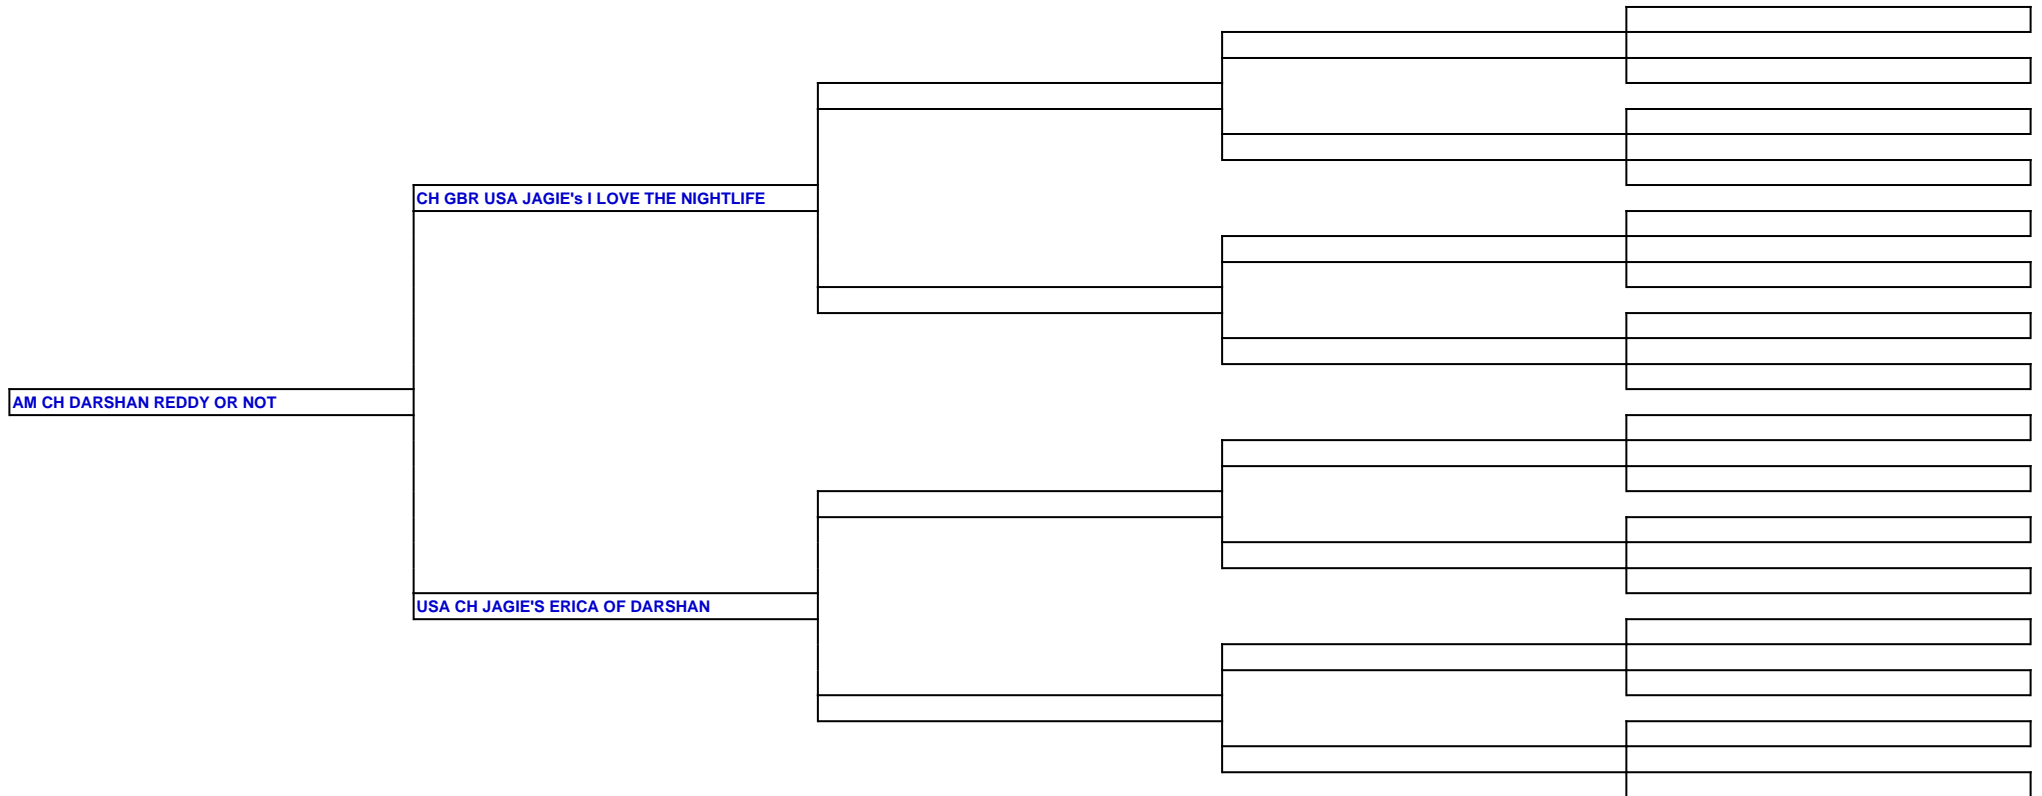 CH GBR USA JAGIE's I LOVE THE NIGHTLIFE
AM CH DARSHAN REDDY OR NOT
USA CH JAGIE'S ERICA OF DARSHAN